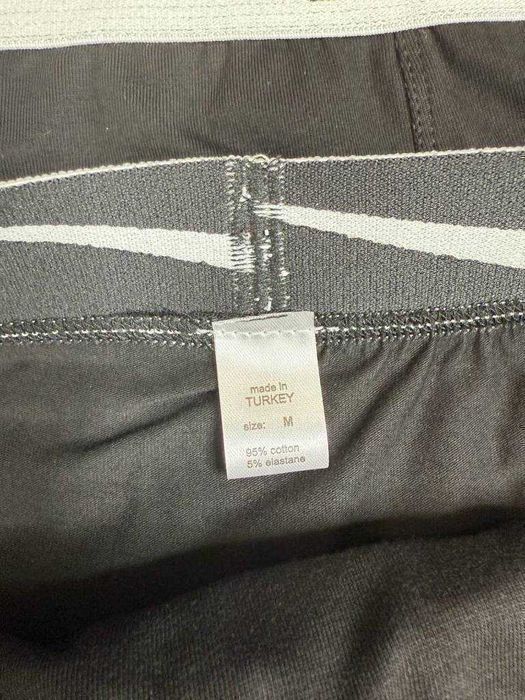 made in
TURKEY
size: M
95% cotton
5% elastane